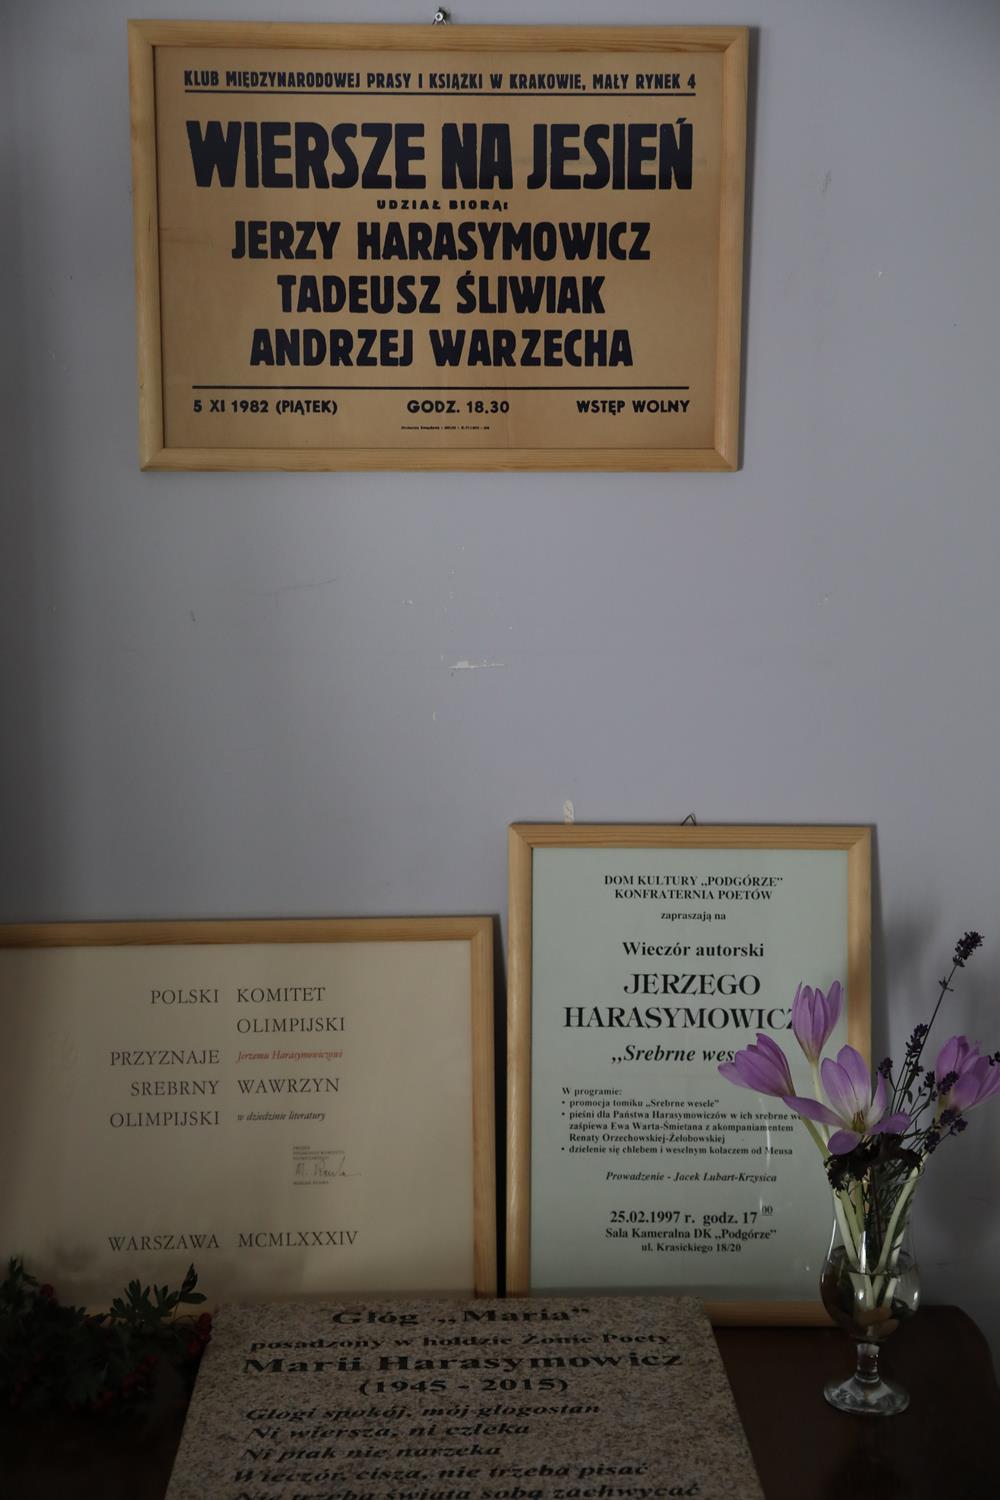 KLUB MIĘDZYNARODOWEJ PRASY I KSIĄŻKI W KRAKOWIE, MAŁY RYNEK 4
WIERSZE NA JESIEŃ
UDZIAŁ BIORĄ:
JERZY HARASYMOWICZ
TADEUSZ ŚLIWIAK
ANDRZEJ WARZECHA
5 XI 1982 (PIĄTEK) GODZ. 18.30 WSTĘP WOLNY
POLSKI KOMITET
OLIMPIJSKI
PRZYZNAJE Jerzemu Harasymowiczowi
SREBRNY WAWRZYN
OLIMPIJSKI w dziedzinie literatury
WARSZAWA MCMLXXXIV
DOM KULTURY „PODGÓRZE”
KONFRATERNIA POETÓW
zapraszają na
Wieczór autorski
JERZEGO
HARASYMOWICZ
„Srebrne wes
W programie:
• promocja tomiku „Srebrne wesele”
• pieśni dla Państwa Harasymowiczów w ich srebrne w
zaśpiewa Ewa Warta-Śmietana z akompaniamentem
Renaty Orzechowskiej-Żelobowskiej
• dzielenie się chlebem i weselnym kołaczem od Meusa
Prowadzenie - Jacek Lubart-Krzysica
25.02.1997 r. godz. 17 00
Sala Kameralna DK „Podgórze”
ul. Krasickiego 18/20
Głóg „Maria”
posadzony w hołdzie Żonie Poety
Marii Harasymowicz
(1945 - 2015)
Głogi spokój, mój głogostan
Ni wiersza, ni człeka
Ni ptak nie narzeka
Wieczór, cisza, nie trzeba pisać
Nie trzeba świata sobą zachwycać